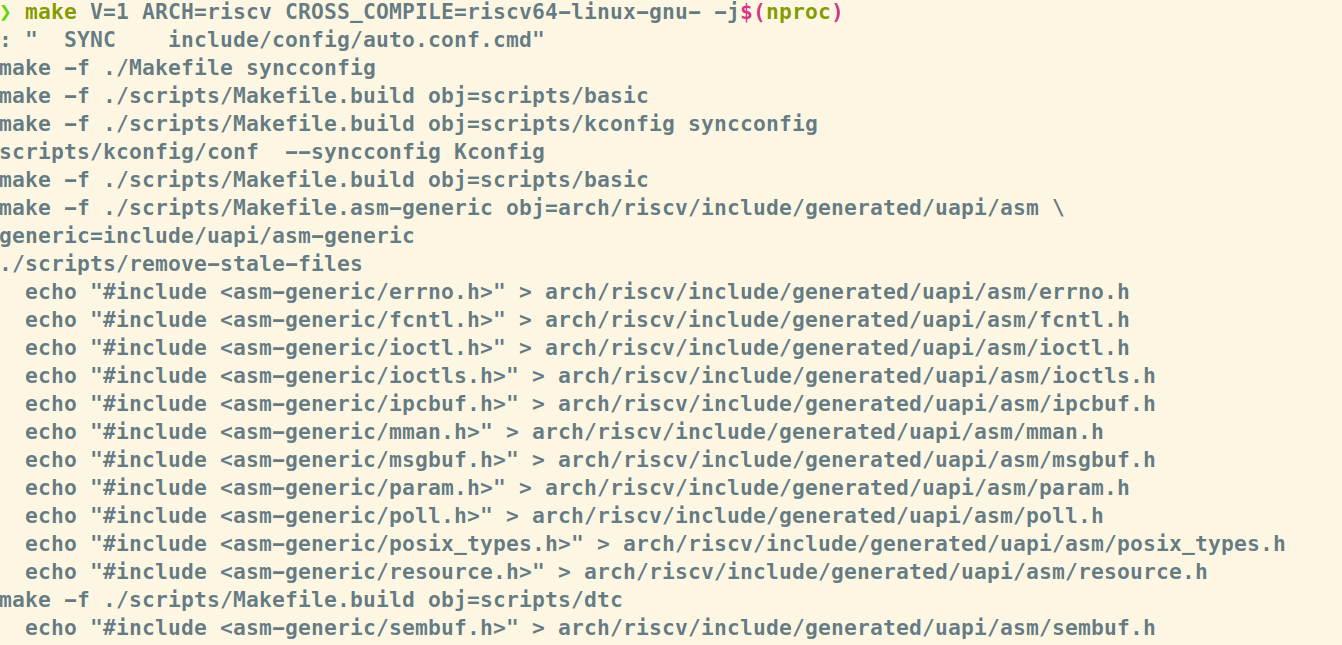 ❯ make V=1 ARCH=riscv CROSS_COMPILE=riscv64-linux-gnu- -j$(nproc)
: "  SYNC    include/config/auto.conf.cmd"
make -f ./Makefile syncconfig
make -f ./scripts/Makefile.build obj=scripts/basic
make -f ./scripts/Makefile.build obj=scripts/kconfig syncconfig
scripts/kconfig/conf  --syncconfig Kconfig
make -f ./scripts/Makefile.build obj=scripts/basic
make -f ./scripts/Makefile.asm-generic obj=arch/riscv/include/generated/uapi/asm \
generic=include/uapi/asm-generic
./scripts/remove-stale-files
  echo "#include <asm-generic/errno.h>" > arch/riscv/include/generated/uapi/asm/errno.h
  echo "#include <asm-generic/fcntl.h>" > arch/riscv/include/generated/uapi/asm/fcntl.h
  echo "#include <asm-generic/ioctl.h>" > arch/riscv/include/generated/uapi/asm/ioctl.h
  echo "#include <asm-generic/ioctls.h>" > arch/riscv/include/generated/uapi/asm/ioctls.h
  echo "#include <asm-generic/ipcbuf.h>" > arch/riscv/include/generated/uapi/asm/ipcbuf.h
  echo "#include <asm-generic/mman.h>" > arch/riscv/include/generated/uapi/asm/mman.h
  echo "#include <asm-generic/msgbuf.h>" > arch/riscv/include/generated/uapi/asm/msgbuf.h
  echo "#include <asm-generic/param.h>" > arch/riscv/include/generated/uapi/asm/param.h
  echo "#include <asm-generic/poll.h>" > arch/riscv/include/generated/uapi/asm/poll.h
  echo "#include <asm-generic/posix_types.h>" > arch/riscv/include/generated/uapi/asm/posix_types.h
  echo "#include <asm-generic/resource.h>" > arch/riscv/include/generated/uapi/asm/resource.h
make -f ./scripts/Makefile.build obj=scripts/dtc
  echo "#include <asm-generic/sembuf.h>" > arch/riscv/include/generated/uapi/asm/sembuf.h